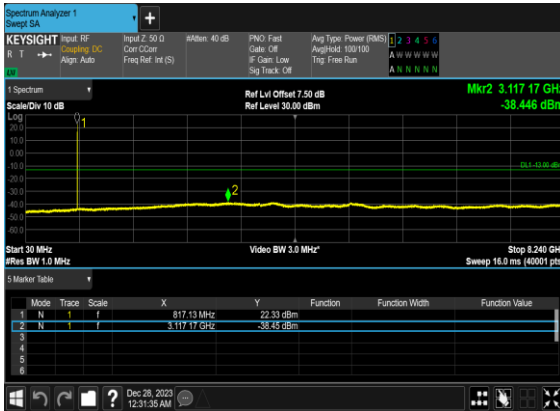 Spectrum Analyzer 1
Swept SA
KEYSIGHT Input: RF Input Z: 50 Ω #Atten: 40 dB PNO: Fast Avg Type: Power (RMS) 1 2 3 4 5 6
R T Coupling: DC Corr CCorr Gate: Off Avg|Hold: 100/100 A W W W W W
Align: Auto Freq Ref: Int (S) IF Gain: Low Trig: Free Run
Sig Track: Off A N N N N N
1 Spectrum Ref Lvl Offset 7.50 dB Mkr2 3.117 17 GHz
Scale/Div 10 dB Ref Level 30.00 dBm -38.446 dBm
Log
1
20.0
10.0
0.00
-10.0
DL1 -13.00 dBm
-20.0
-30.0
2
-40.0
-50.0
-60.0
Start 30 MHz Video BW 3.0 MHz* Stop 8.240 GHz
#Res BW 1.0 MHz Sweep 16.0 ms (40001 pts)
5 Marker Table
Mode Trace Scale X Y Function Function Width Function Value
1 N 1 f 817.13 MHz 22.33 dBm
2 N 1 f 3.117 17 GHz -38.45 dBm
3
4
5
6
? Dec 28, 2023
12:31:35 AM